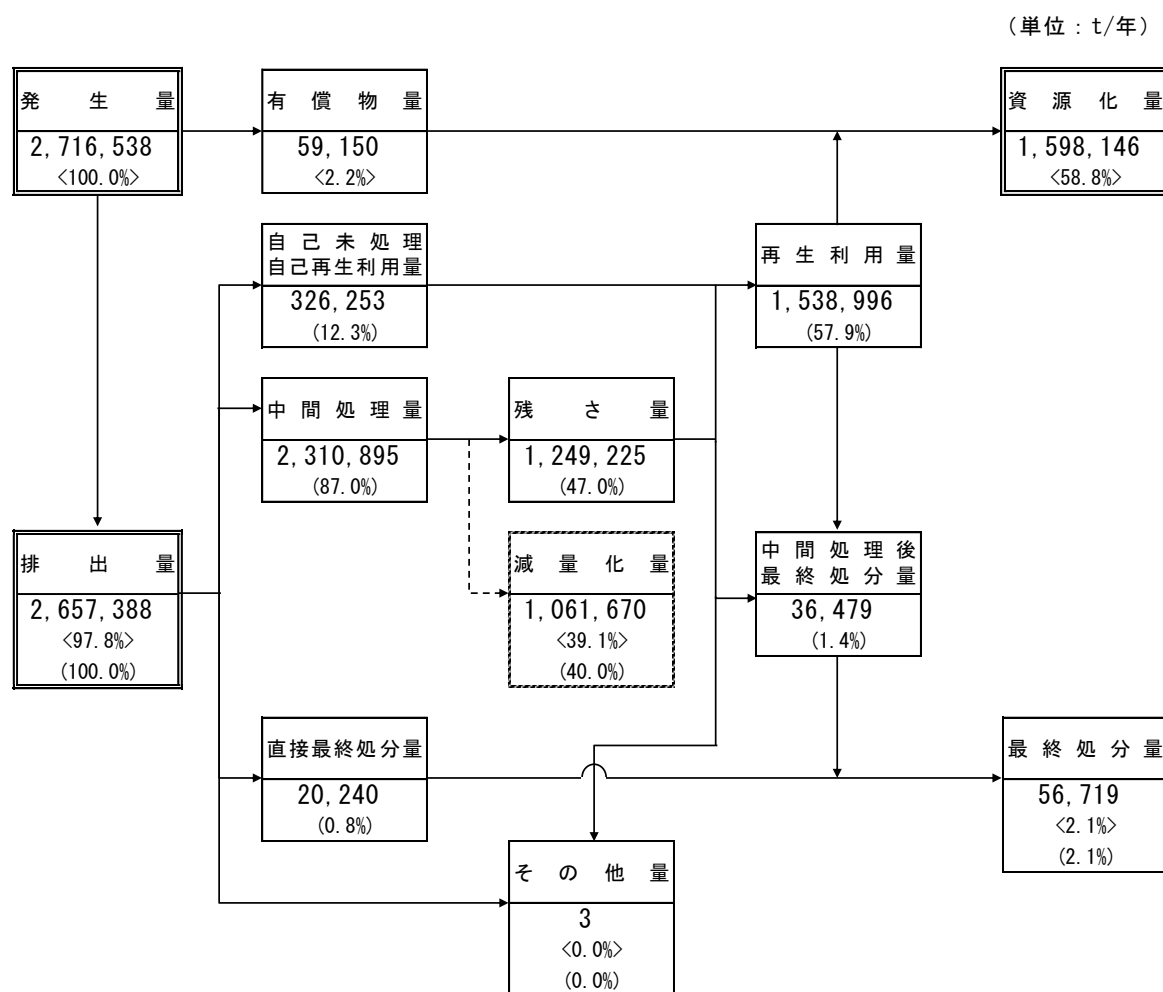 （単位：t/年）
発生量
2,716,538
<100.0%>
有償物量
59,150
<2.2%>
資源化量
1,598,146
<58.8%>
自己未処理
自己再生利用量
326,253
(12.3%)
再生利用量
1,538,996
(57.9%)
中間処理量
2,310,895
(87.0%)
残さ量
1,249,225
(47.0%)
排出量
2,657,388
<97.8%>
(100.0%)
減量化量
1,061,670
<39.1%>
(40.0%)
中間処理後
最終処分量
36,479
(1.4%)
直接最終処分量
20,240
(0.8%)
最終処分量
56,719
<2.1%>
(2.1%)
その他量
3
<0.0%>
(0.0%)